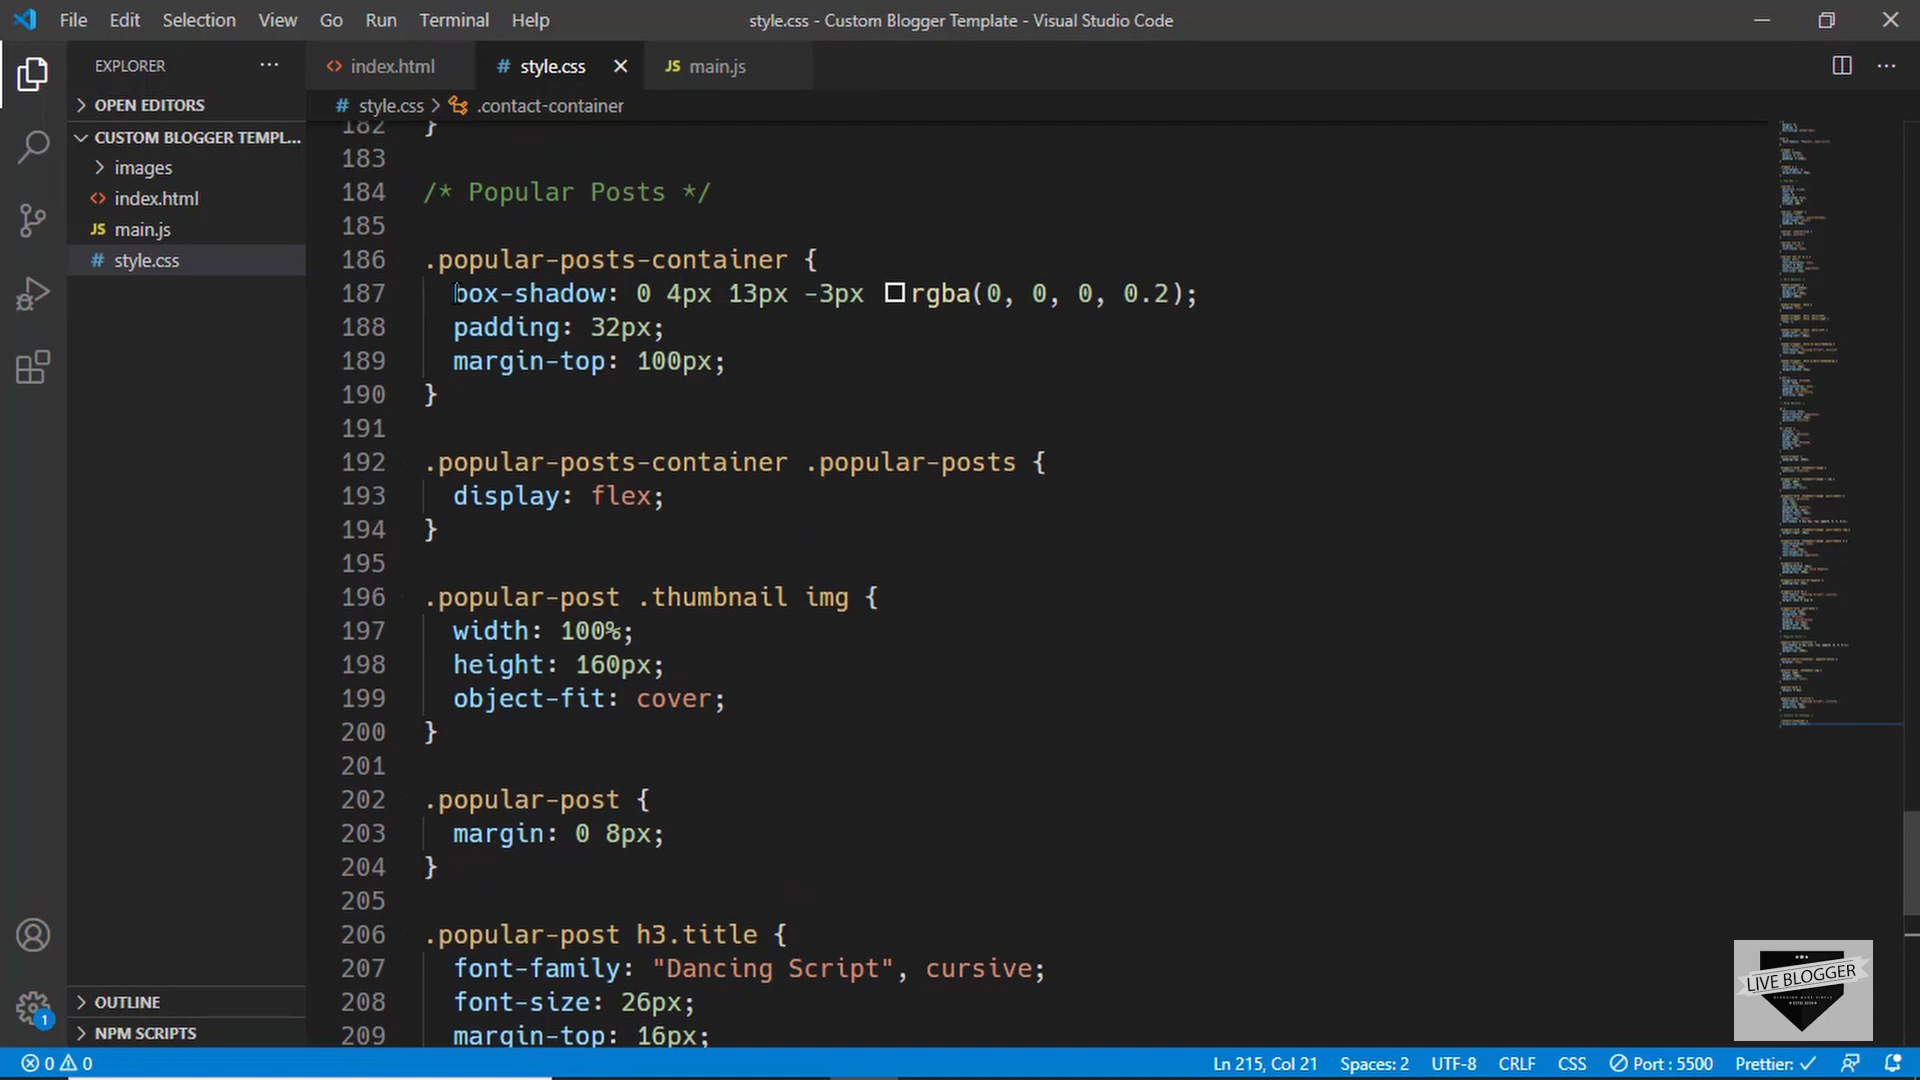 File Edit Selection View Go Run Terminal Help
style.css - Custom Blogger Template - Visual Studio Code
EXPLORER
OPEN EDITORS
CUSTOM BLOGGER TEMPL...
images
index.html
JS main.js
# style.css
OUTLINE
NPM SCRIPTS
index.html
# style.css
JS main.js
# style.css > .contact-container
182 }
183
184 /* Popular Posts */
185
186 .popular-posts-container {
187 box-shadow: 0 4px 13px -3px rgba(0, 0, 0, 0.2);
188 padding: 32px;
189 margin-top: 100px;
190 }
191
192 .popular-posts-container .popular-posts {
193 display: flex;
194 }
195
196 .popular-post .thumbnail img {
197 width: 100%;
198 height: 160px;
199 object-fit: cover;
200 }
201
202 .popular-post {
203 margin: 0 8px;
204 }
205
206 .popular-post h3.title {
207 font-family: "Dancing Script", cursive;
208 font-size: 26px;
209 margin-top: 16px;
LIVE BLOGGER
1
0 0
Ln 215, Col 21
Spaces: 2
UTF-8
CRLF
CSS
Port : 5500
Prettier: ✓